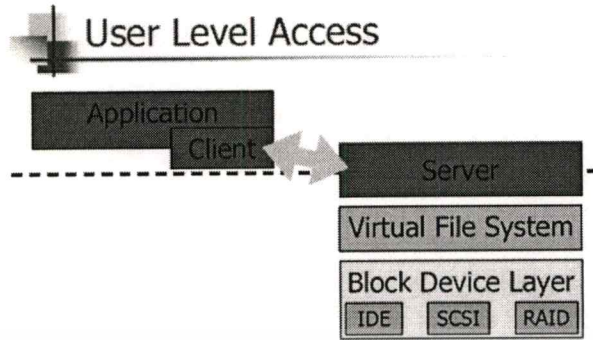 User Level Access
Application
Client
Server
Virtual File System
Block Device Layer
IDE SCSI RAID